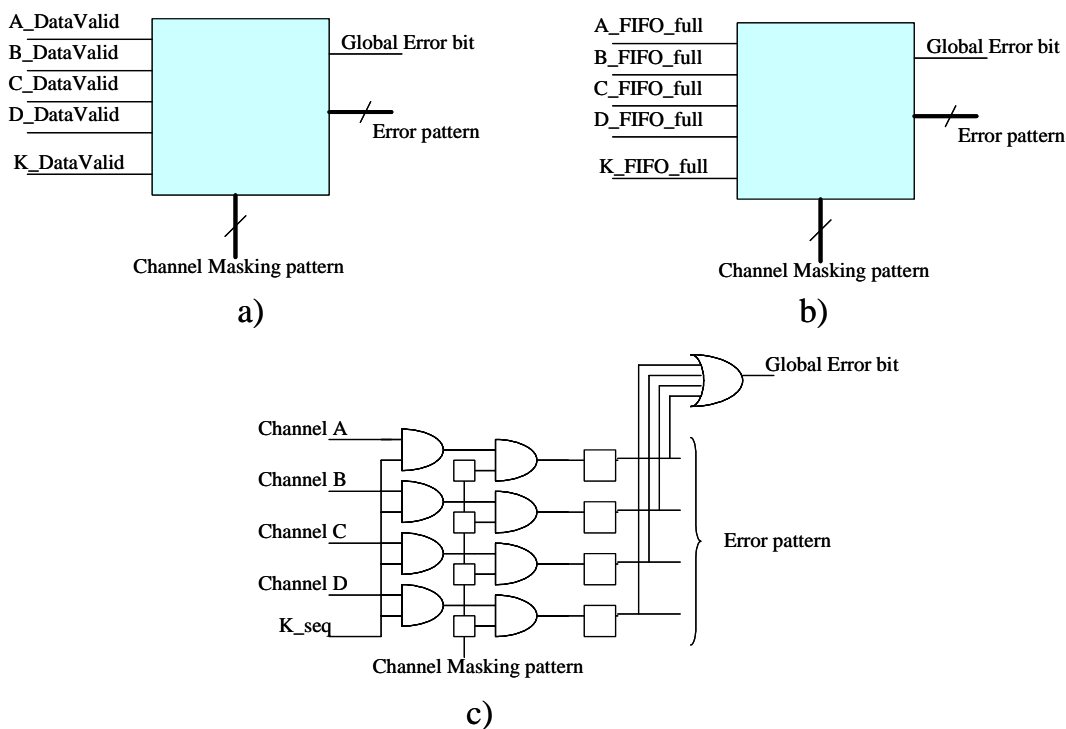 A_DataValid
B_DataValid
C_DataValid
D_DataValid
K_DataValid
Global Error bit
Error pattern
Channel Masking pattern
a)
A_FIFO_full
B_FIFO_full
C_FIFO_full
D_FIFO_full
K_FIFO_full
Global Error bit
Error pattern
Channel Masking pattern
b)
Global Error bit
Channel A
Channel B
Channel C
Channel D
K_seq
Error pattern
Channel Masking pattern
c)